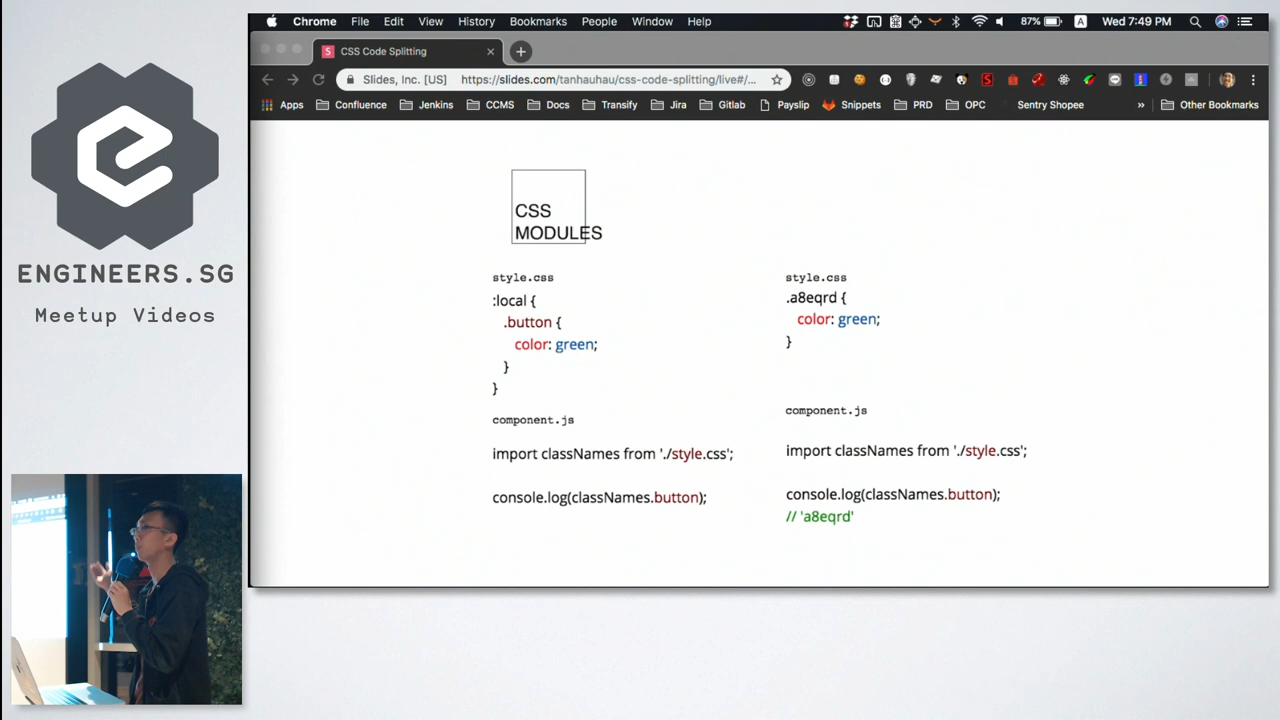 Chrome File Edit View History Bookmarks People Window Help 87% A Wed 7:49 PM
S CSS Code Splitting
Slides, Inc. [US] https://slides.com/tanhauhau/css-code-splitting/live#/...
Apps Confluence Jenkins CCMS Docs Transify Jira Gitlab Payslip Snippets PRD OPC Sentry Shopee » Other Bookmarks
ENGINEERS.SG
Meetup Videos
CSS
MODULES
style.css
:local {
.button {
color: green;
}
}
component.js
import classNames from './style.css';
console.log(classNames.button);
style.css
.a8eqrd {
color: green;
}
component.js
import classNames from './style.css';
console.log(classNames.button);
// 'a8eqrd'